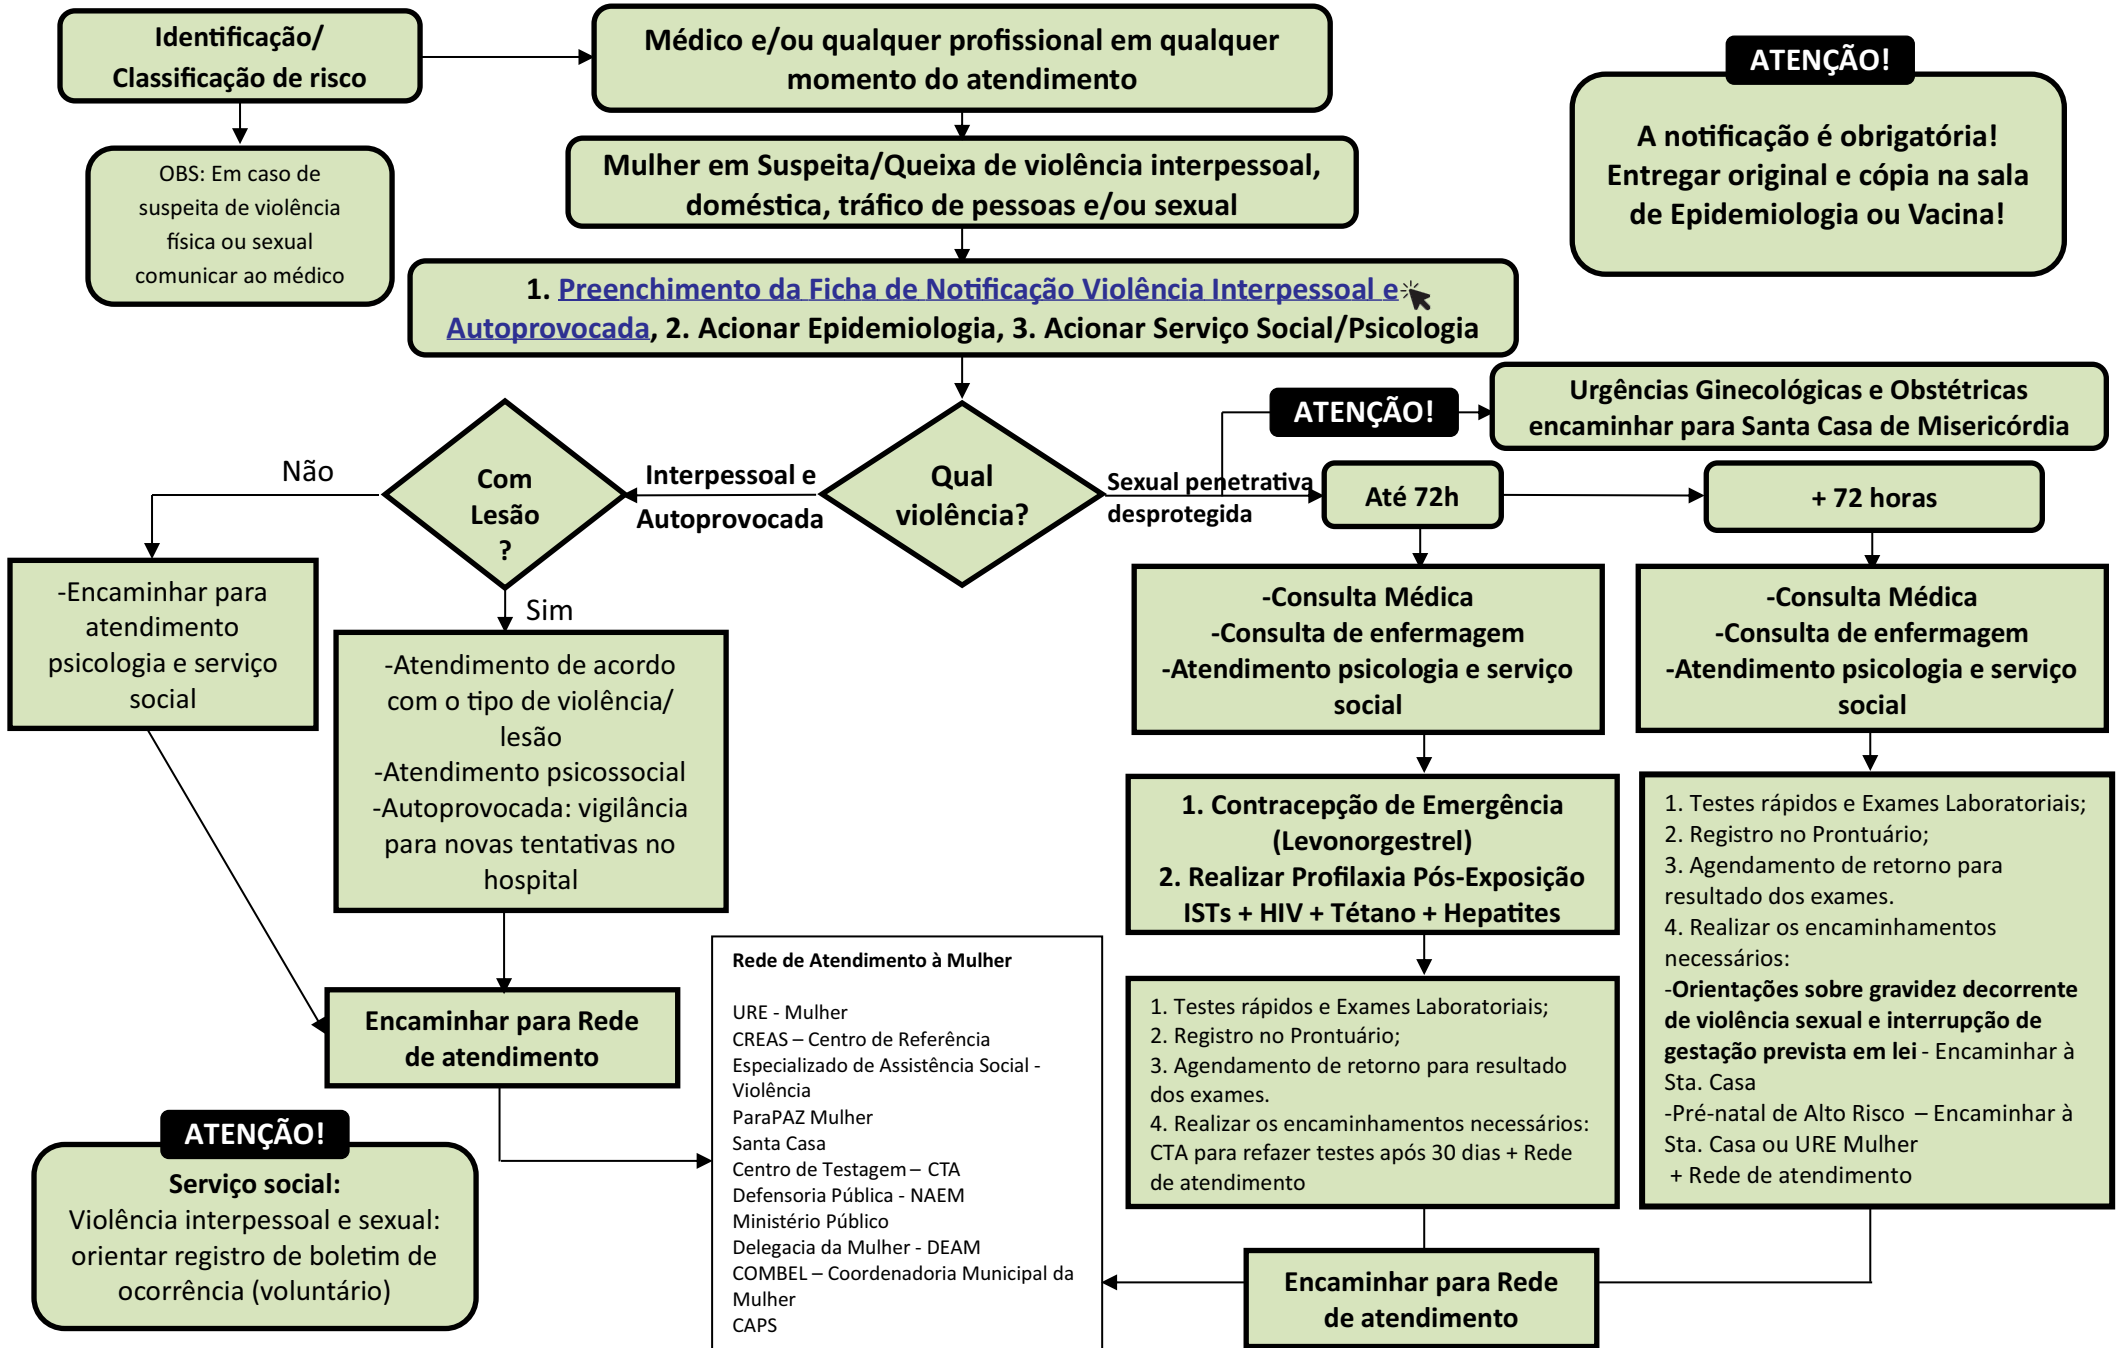 Identificação/
Classificação de risco
Médico e/ou qualquer profissional em qualquer
momento do atendimento
ATENÇÃO!
A notificação é obrigatória!
Entregar original e cópia na sala
de Epidemiologia ou Vacina!
OBS: Em caso de
suspeita de violência
física ou sexual
comunicar ao médico
Mulher em Suspeita/Queixa de violência interpessoal,
doméstica, tráfico de pessoas e/ou sexual
1. Preenchimento da Ficha de Notificação Violência Interpessoal e
Autoprovocada, 2. Acionar Epidemiologia, 3. Acionar Serviço Social/Psicologia
ATENÇÃO!
Urgências Ginecológicas e Obstétricas
encaminhar para Santa Casa de Misericórdia
Qual
violência?
Interpessoal e
Autoprovocada
Com
Lesão
?
Não
Sim
Sexual penetrativa
desprotegida
Até 72h
+ 72 horas
-Encaminhar para
atendimento
psicologia e serviço
social
-Atendimento de acordo
com o tipo de violência/
lesão
-Atendimento psicossocial
-Autoprovocada: vigilância
para novas tentativas no
hospital
Encaminhar para Rede
de atendimento
ATENÇÃO!
Serviço social:
Violência interpessoal e sexual:
orientar registro de boletim de
ocorrência (voluntário)
Rede de Atendimento à Mulher
URE - Mulher
CREAS – Centro de Referência
Especializado de Assistência Social -
Violência
ParaPAZ Mulher
Santa Casa
Centro de Testagem – CTA
Defensoria Pública - NAEM
Ministério Público
Delegacia da Mulher - DEAM
COMBEL – Coordenadoria Municipal da
Mulher
CAPS
-Consulta Médica
-Consulta de enfermagem
-Atendimento psicologia e serviço
social
1. Contracepção de Emergência
(Levonorgestrel)
2. Realizar Profilaxia Pós-Exposição
ISTs + HIV + Tétano + Hepatites
1. Testes rápidos e Exames Laboratoriais;
2. Registro no Prontuário;
3. Agendamento de retorno para resultado
dos exames.
4. Realizar os encaminhamentos necessários:
CTA para refazer testes após 30 dias + Rede
de atendimento
-Consulta Médica
-Consulta de enfermagem
-Atendimento psicologia e serviço
social
1. Testes rápidos e Exames Laboratoriais;
2. Registro no Prontuário;
3. Agendamento de retorno para
resultado dos exames.
4. Realizar os encaminhamentos
necessários:
-Orientações sobre gravidez decorrente
de violência sexual e interrupção de
gestação prevista em lei - Encaminhar à
Sta. Casa
-Pré-natal de Alto Risco – Encaminhar à
Sta. Casa ou URE Mulher
+ Rede de atendimento
Encaminhar para Rede
de atendimento